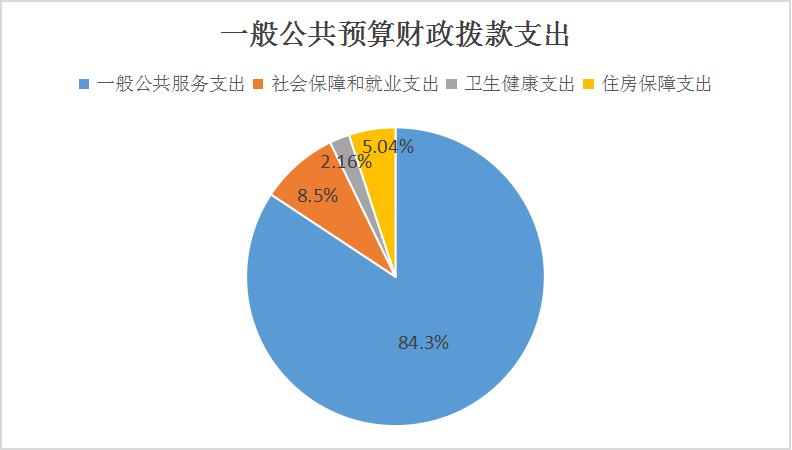 一般公共预算财政拨款支出
一般公共服务支出 社会保障和就业支出 卫生健康支出 住房保障支出
5.04%
2.16%
8.5%
84.3%